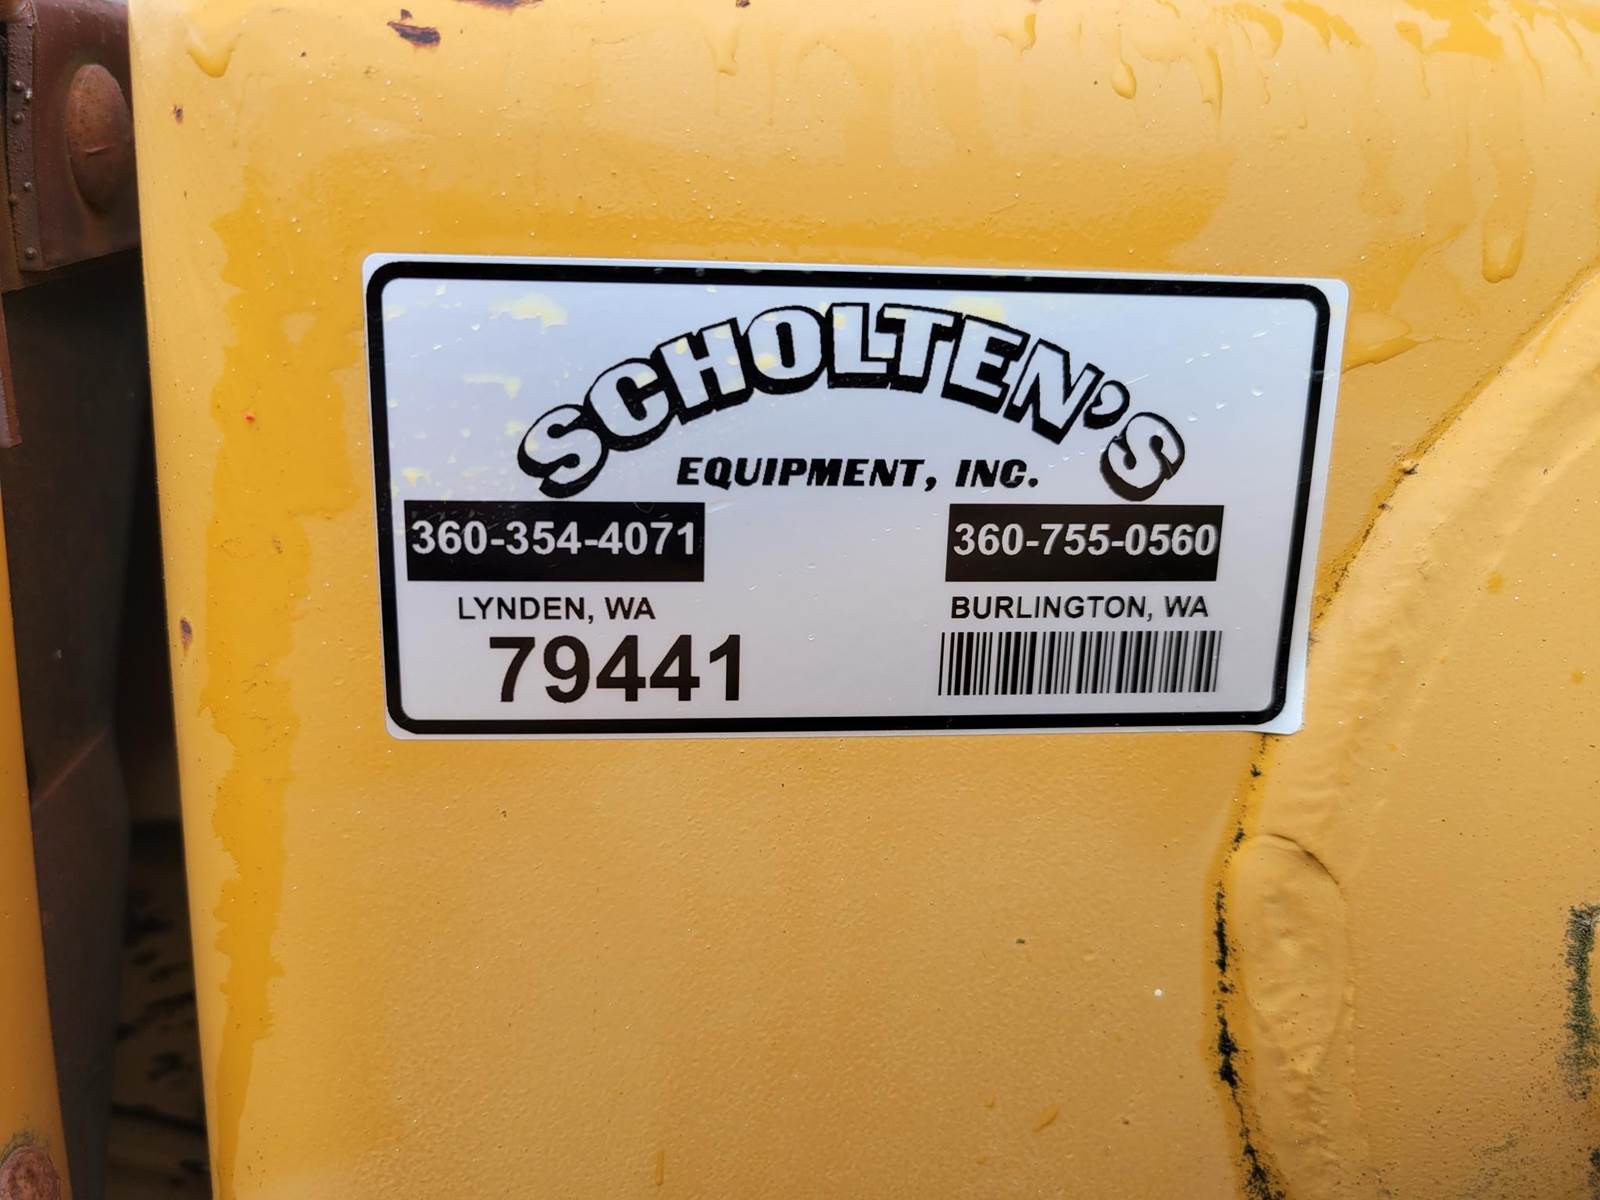 SCHOLTEN'S
EQUIPMENT, INC.
360-354-4071 360-755-0560
LYNDEN, WA BURLINGTON, WA
79441